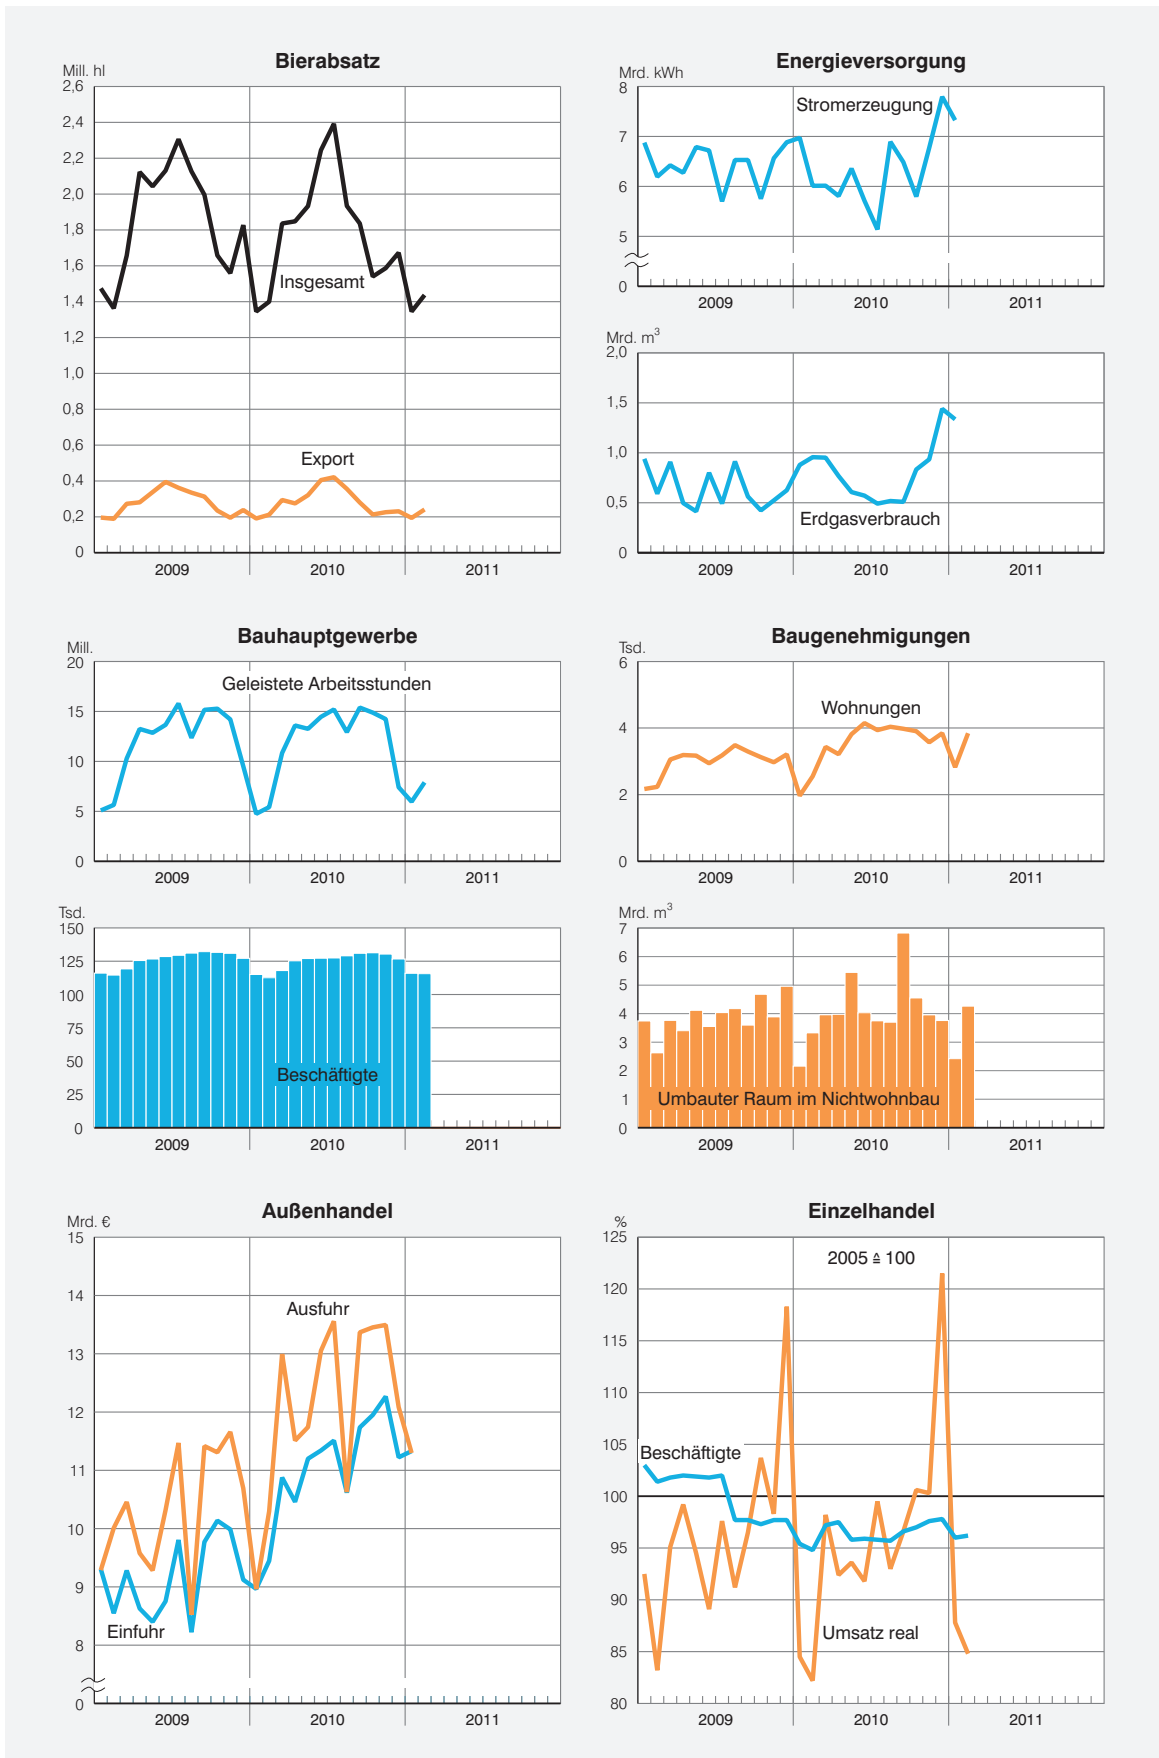 Bierabsatz
Mill. hl
2,6
2,4
2,2
2,0
1,8
1,6
1,4
1,2
1,0
0,8
0,6
0,4
0,2
0
Insgesamt
Export
2009 2010 2011
Energieversorgung
Mrd. kWh
8
7
6
5
0
Stromerzeugung
2009 2010 2011
Mrd. m³
2,0
1,5
1,0
0,5
0
Erdgasverbrauch
2009 2010 2011
Bauhauptgewerbe
Mill.
20
15
10
5
0
Geleistete Arbeitsstunden
2009 2010 2011
Tsd.
150
125
100
75
50
25
0
Beschäftigte
2009 2010 2011
Baugenehmigungen
Tsd.
6
4
2
0
Wohnungen
2009 2010 2011
Mrd. m³
7
6
5
4
3
2
1
0
Umbauter Raum im Nichtwohnbau
2009 2010 2011
Außenhandel
Mrd. €
15
14
13
12
11
10
9
8
0
Ausfuhr
Einfuhr
2009 2010 2011
Einzelhandel
%
125
120
115
110
105
100
95
90
85
80
2005 ≙ 100
Beschäftigte
Umsatz real
2009 2010 2011